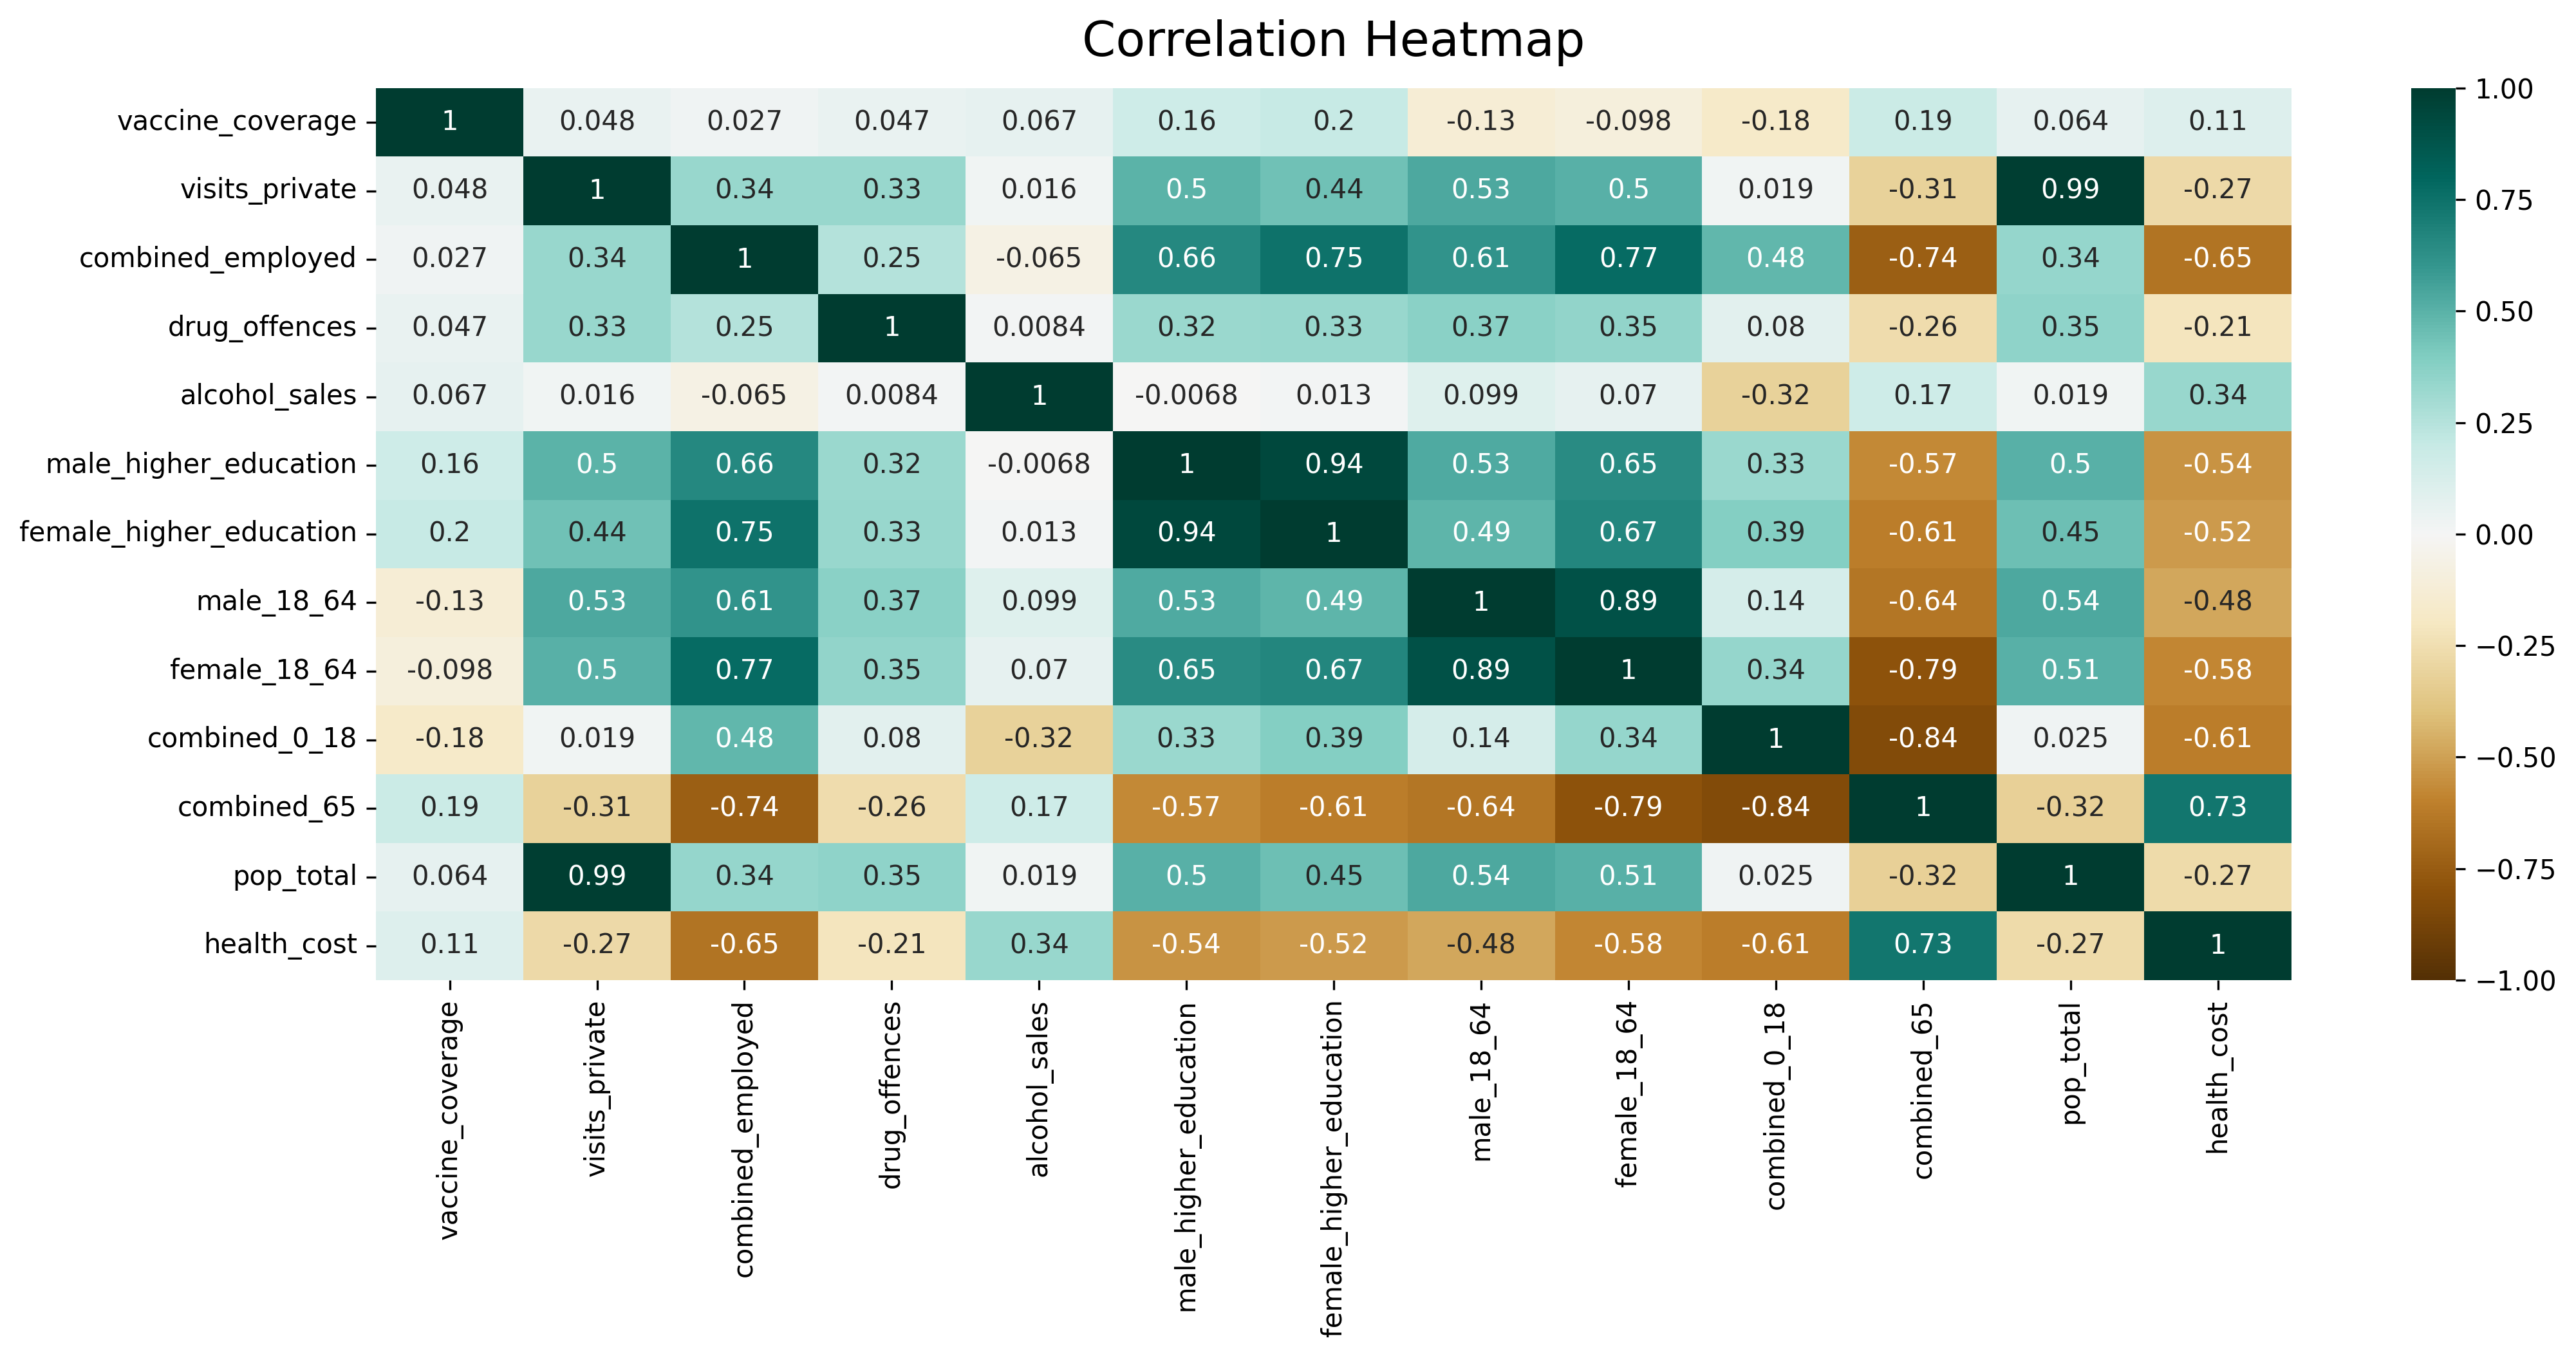 Correlation Heatmap
vaccine_coverage 1 0.048 0.027 0.047 0.067 0.16 0.2 -0.13 -0.098 -0.18 0.19 0.064 0.11
visits_private 0.048 1 0.34 0.33 0.016 0.5 0.44 0.53 0.5 0.019 -0.31 0.99 -0.27
combined_employed 0.027 0.34 1 0.25 -0.065 0.66 0.75 0.61 0.77 0.48 -0.74 0.34 -0.65
drug_offences 0.047 0.33 0.25 1 0.0084 0.32 0.33 0.37 0.35 0.08 -0.26 0.35 -0.21
alcohol_sales 0.067 0.016 -0.065 0.0084 1 -0.0068 0.013 0.099 0.07 -0.32 0.17 0.019 0.34
male_higher_education 0.16 0.5 0.66 0.32 -0.0068 1 0.94 0.53 0.65 0.33 -0.57 0.5 -0.54
female_higher_education 0.2 0.44 0.75 0.33 0.013 0.94 1 0.49 0.67 0.39 -0.61 0.45 -0.52
male_18_64 -0.13 0.53 0.61 0.37 0.099 0.53 0.49 1 0.89 0.14 -0.64 0.54 -0.48
female_18_64 -0.098 0.5 0.77 0.35 0.07 0.65 0.67 0.89 1 0.34 -0.79 0.51 -0.58
combined_0_18 -0.18 0.019 0.48 0.08 -0.32 0.33 0.39 0.14 0.34 1 -0.84 0.025 -0.61
combined_65 0.19 -0.31 -0.74 -0.26 0.17 -0.57 -0.61 -0.64 -0.79 -0.84 1 -0.32 0.73
pop_total 0.064 0.99 0.34 0.35 0.019 0.5 0.45 0.54 0.51 0.025 -0.32 1 -0.27
health_cost 0.11 -0.27 -0.65 -0.21 0.34 -0.54 -0.52 -0.48 -0.58 -0.61 0.73 -0.27 1
vaccine_coverage
visits_private
combined_employed
drug_offences
alcohol_sales
male_higher_education
female_higher_education
male_18_64
female_18_64
combined_0_18
combined_65
pop_total
health_cost
1.00
0.75
0.50
0.25
0.00
−0.25
−0.50
−0.75
−1.00